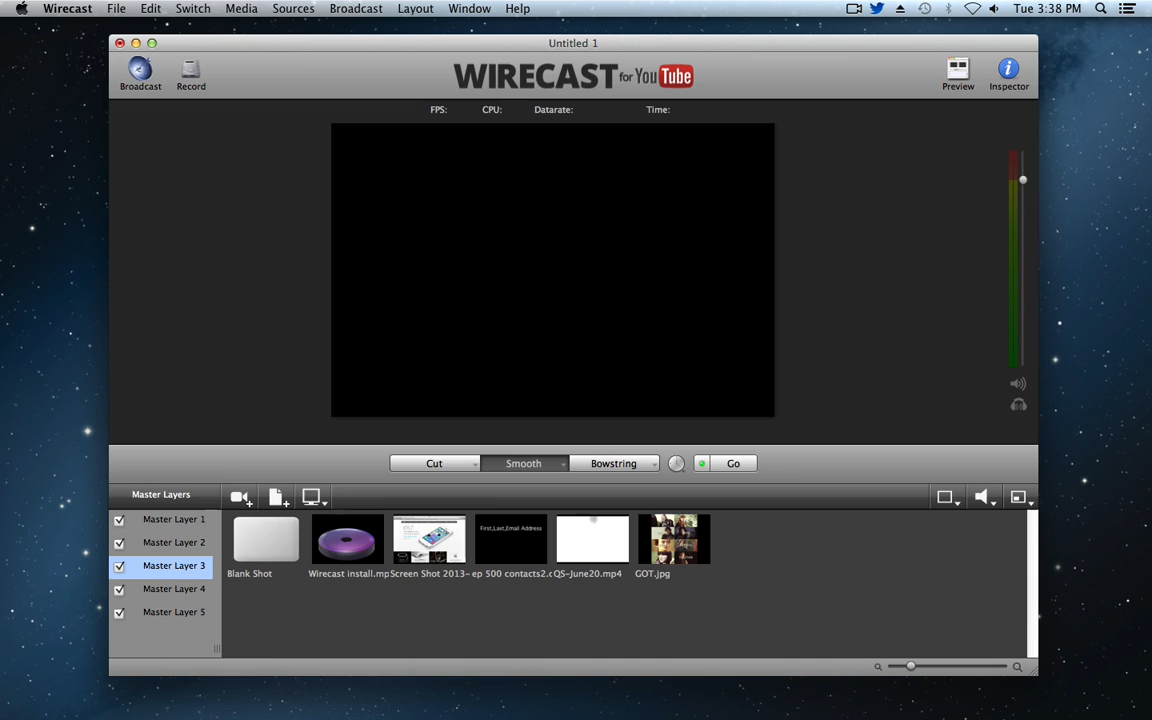 Wirecast File Edit Switch Media Sources Broadcast Layout Window Help Tue 3:38 PM
Untitled 1
Broadcast Record WIRECAST for YouTube Preview Inspector
FPS: CPU: Datarate: Time:
Cut Smooth Bowstring Go
Master Layers
Master Layer 1
Master Layer 2
Master Layer 3
Master Layer 4
Master Layer 5
iOS 7
First,Last,Email Address
Blank Shot Wirecast install.mp Screen Shot 2013- ep 500 contacts2.c QS-June20.mp4 GOT.jpg